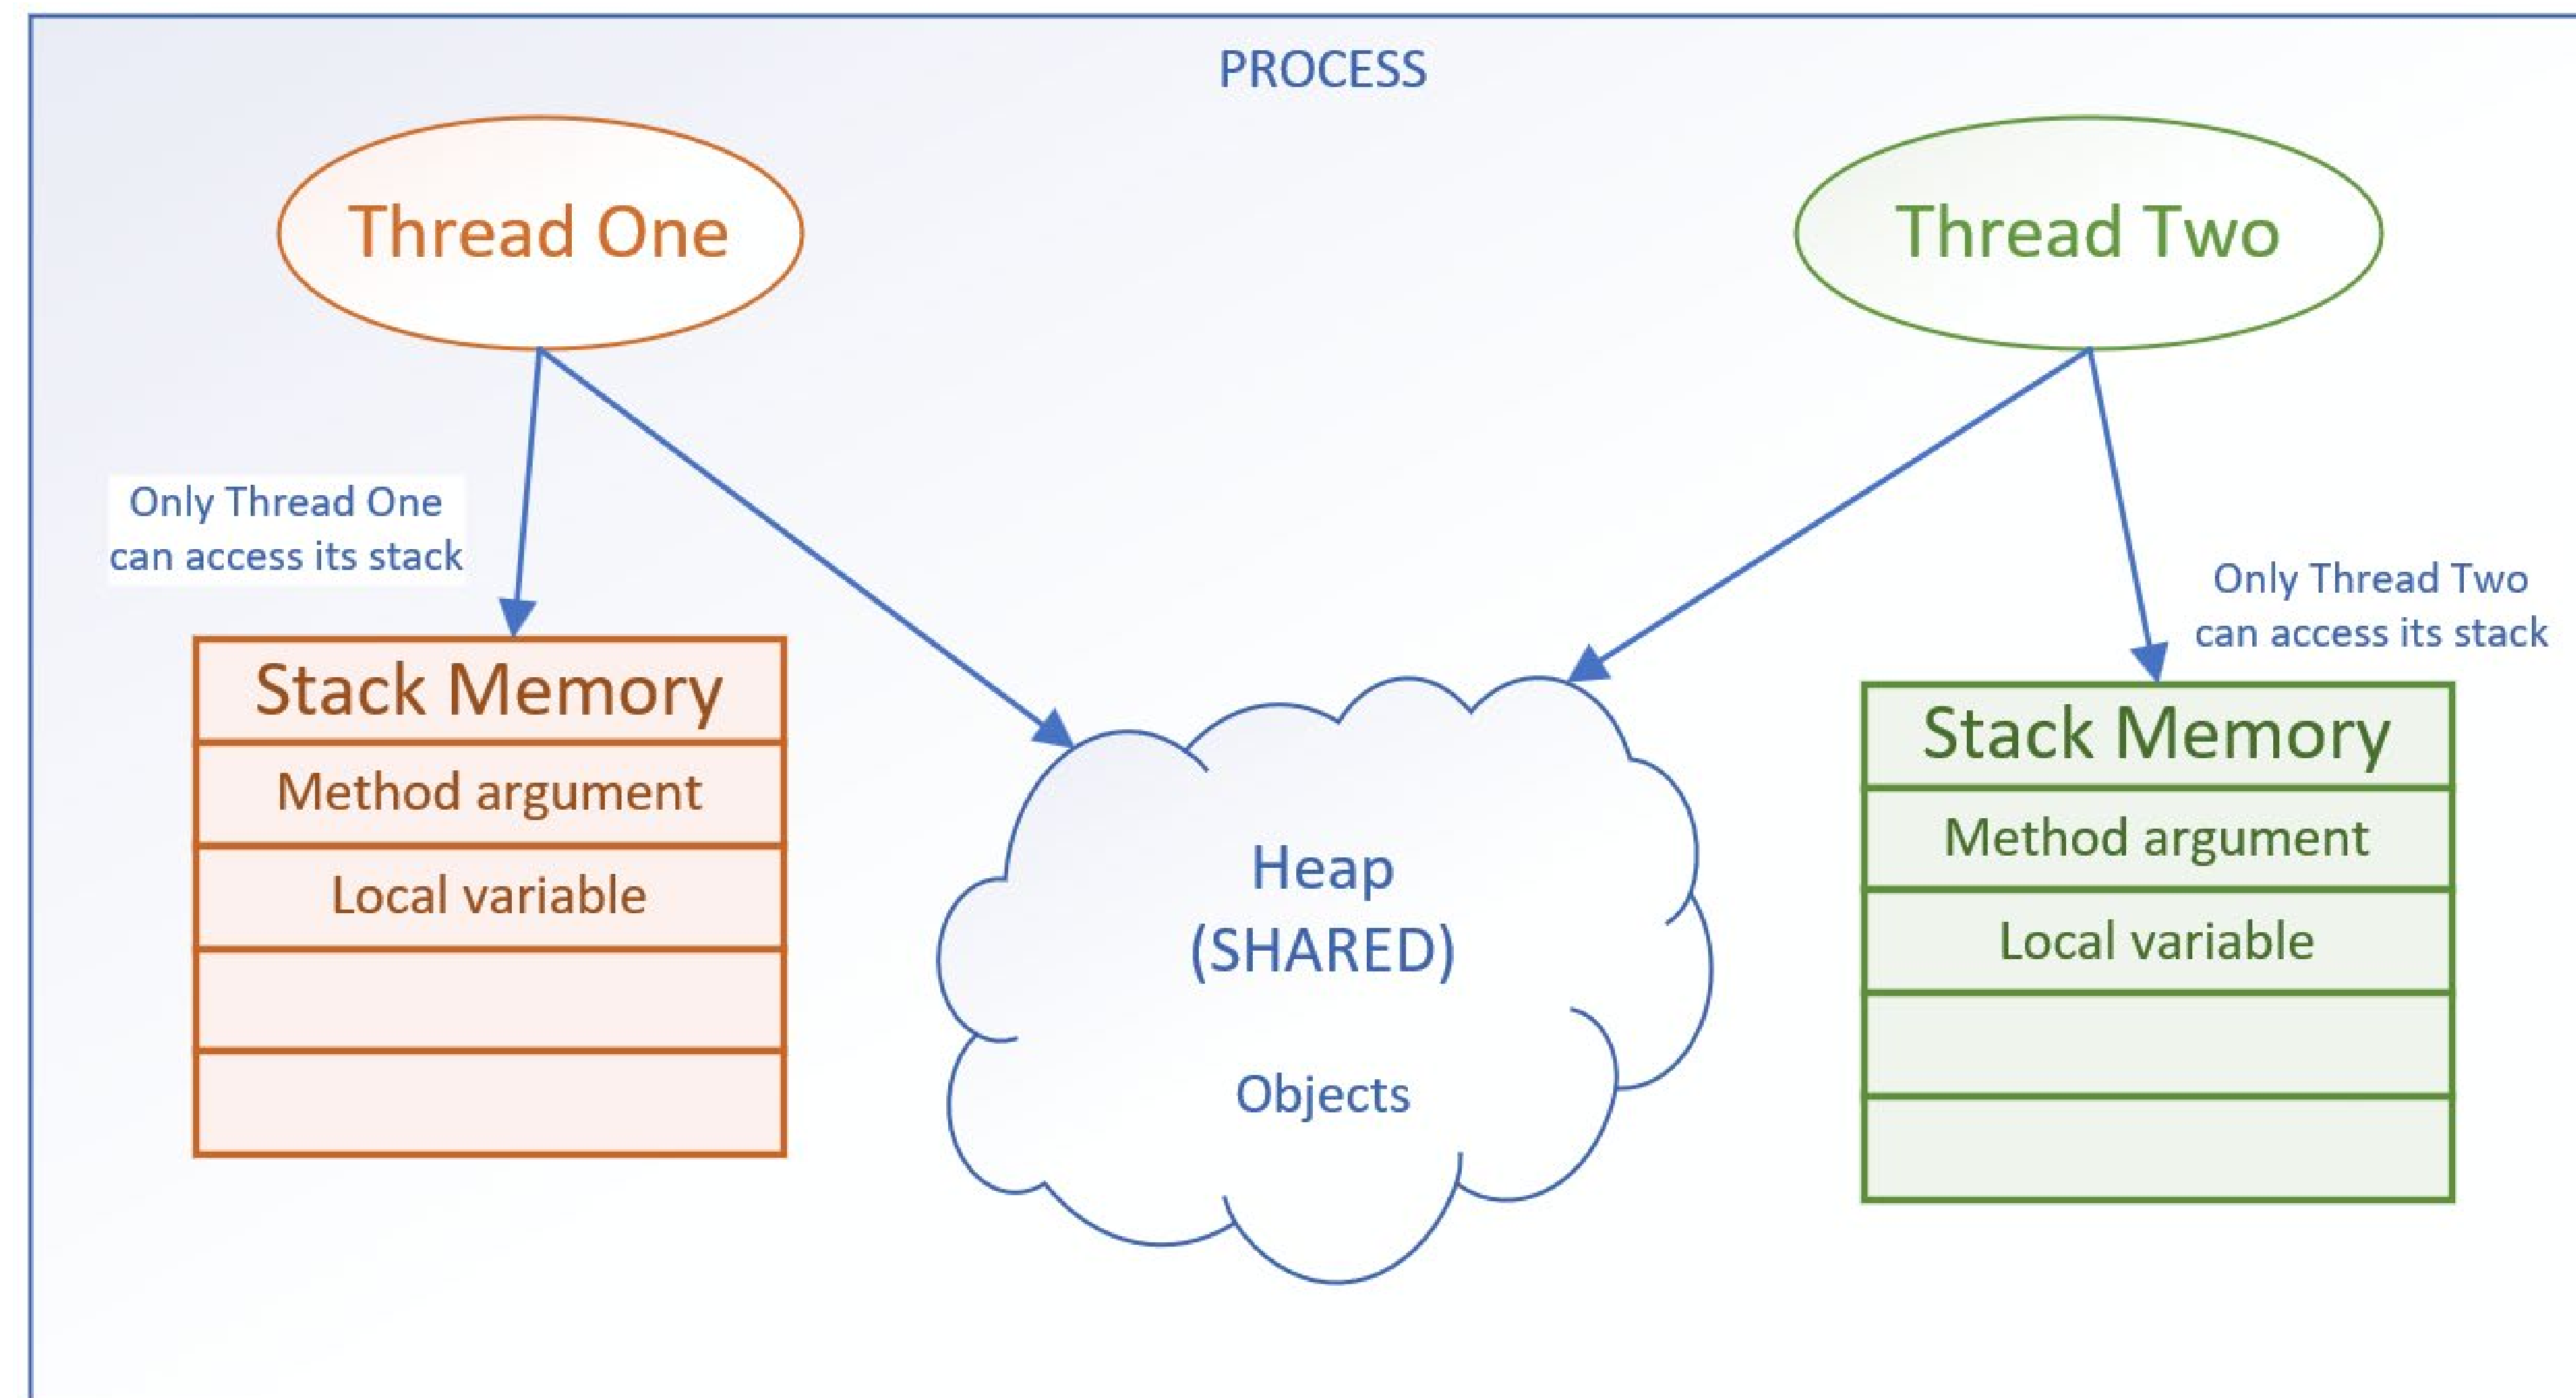 PROCESS
Thread One
Thread Two
Only Thread One
can access its stack
Only Thread Two
can access its stack
Stack Memory
Method argument
Local variable
Heap
(SHARED)
Objects
Stack Memory
Method argument
Local variable